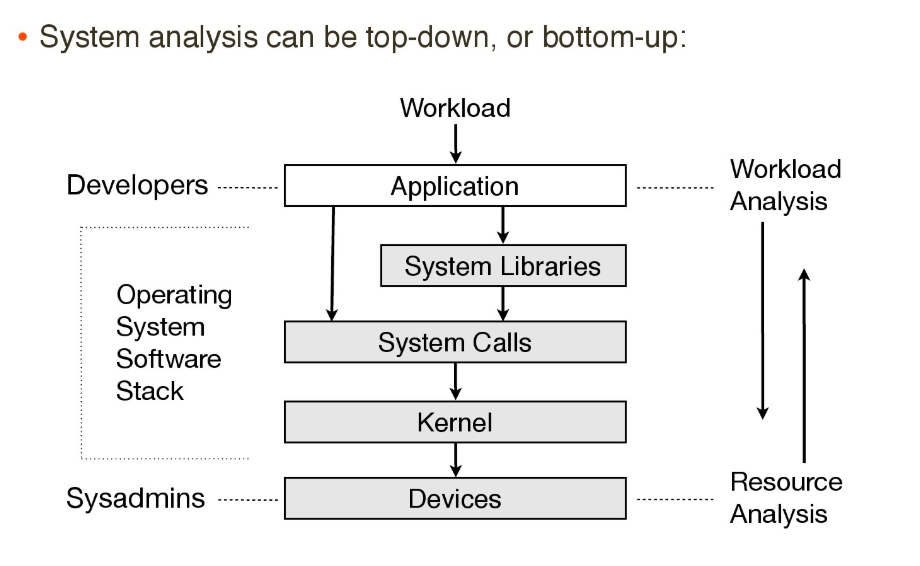 • System analysis can be top-down, or bottom-up:
Workload
Developers
Application
Workload
Analysis
System Libraries
Operating
System
Software
Stack
System Calls
Kernel
Sysadmins
Devices
Resource
Analysis